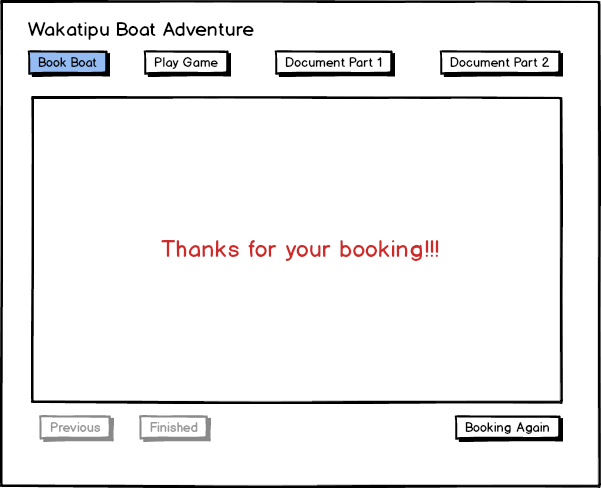 Wakatipu Boat Adventure
Book Boat Play Game Document Part 1 Document Part 2
Thanks for your booking!!!
Previous Finished Booking Again